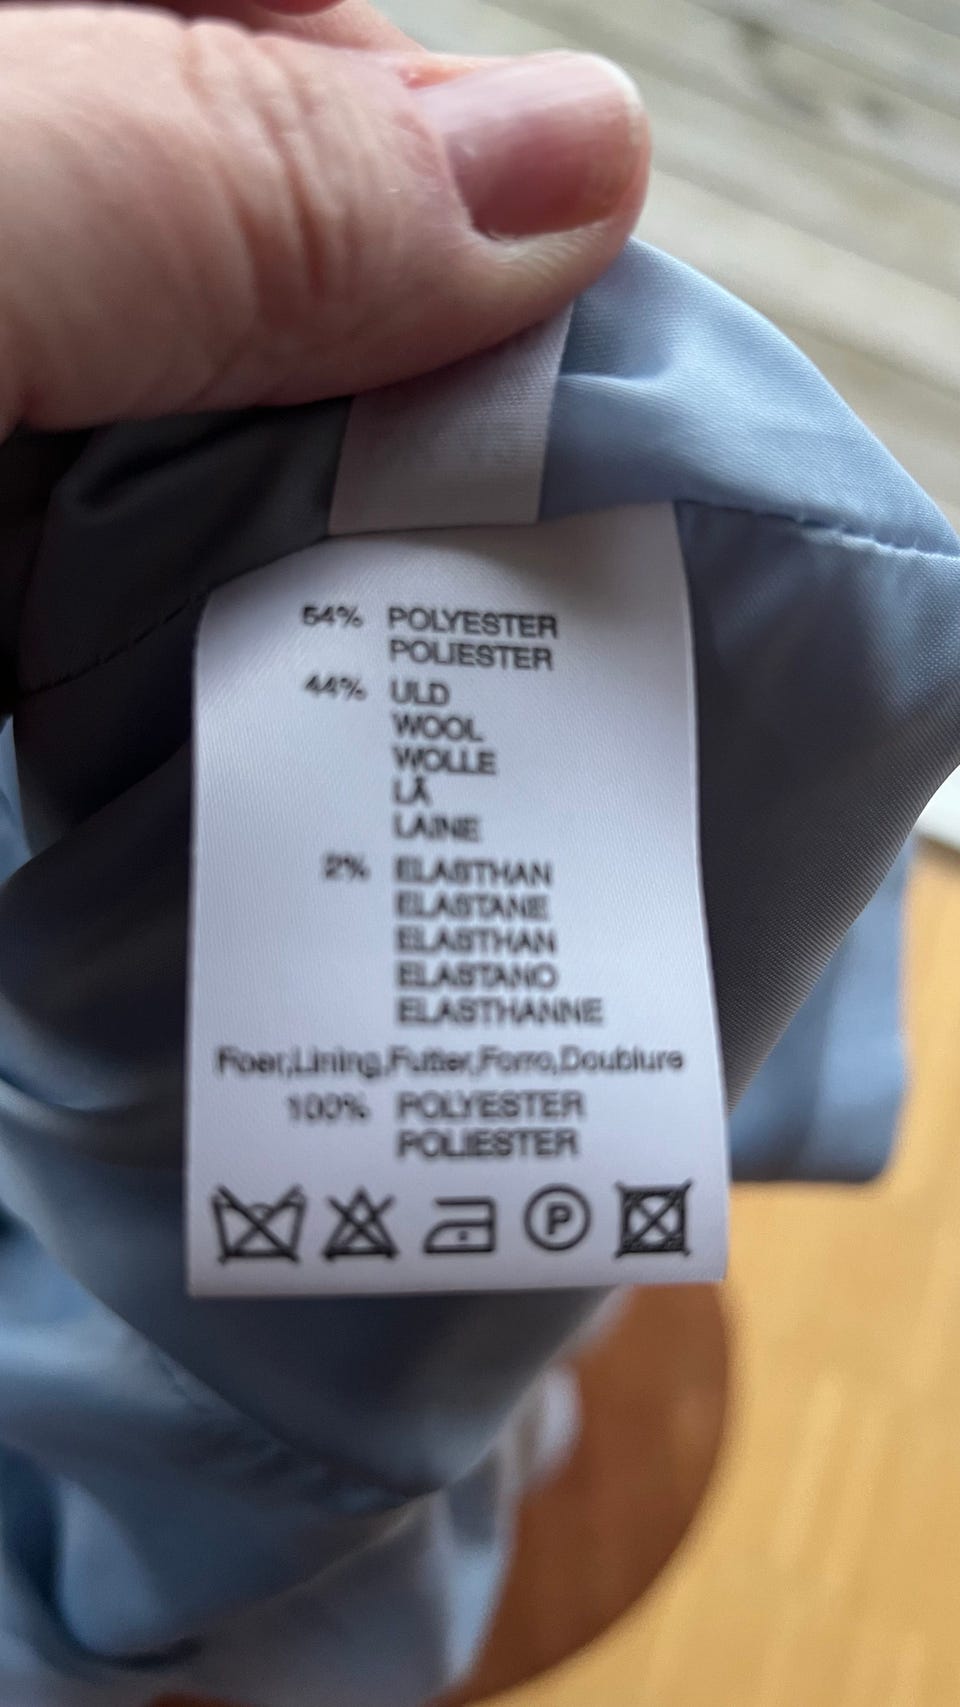 54% POLYESTER
POLIESTER
44% ULD
WOOL
WOLLE
LÃ
LAINE
2% ELASTHAN
ELASTANE
ELASTHAN
ELASTANO
ELASTHANNE
Foer,Lining,Futter,Forro,Doublure
100% POLYESTER
POLIESTER
P